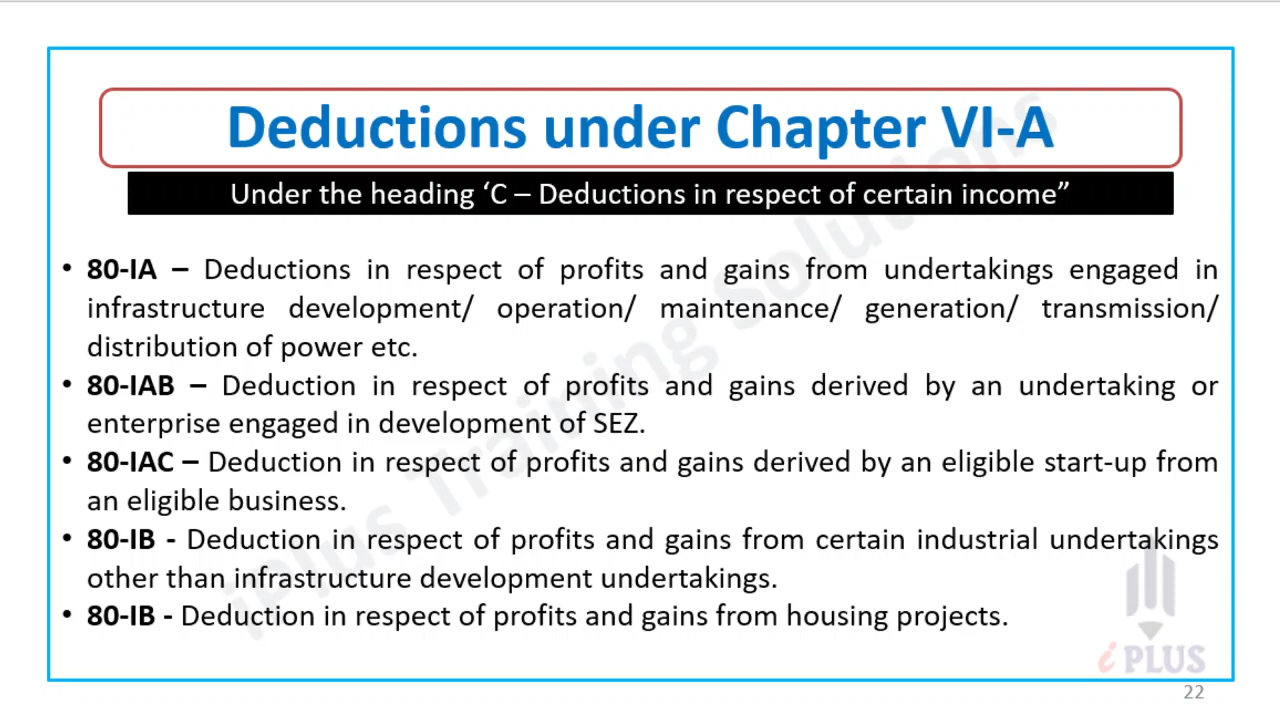 Deductions under Chapter VI-A
Under the heading ‘C – Deductions in respect of certain income”
• 80-IA – Deductions in respect of profits and gains from undertakings engaged in
infrastructure development/ operation/ maintenance/ generation/ transmission/
distribution of power etc.
• 80-IAB – Deduction in respect of profits and gains derived by an undertaking or
enterprise engaged in development of SEZ.
• 80-IAC – Deduction in respect of profits and gains derived by an eligible start-up from
an eligible business.
• 80-IB - Deduction in respect of profits and gains from certain industrial undertakings
other than infrastructure development undertakings.
• 80-IB - Deduction in respect of profits and gains from housing projects.
iplus Training Solutions
i PLUS
22